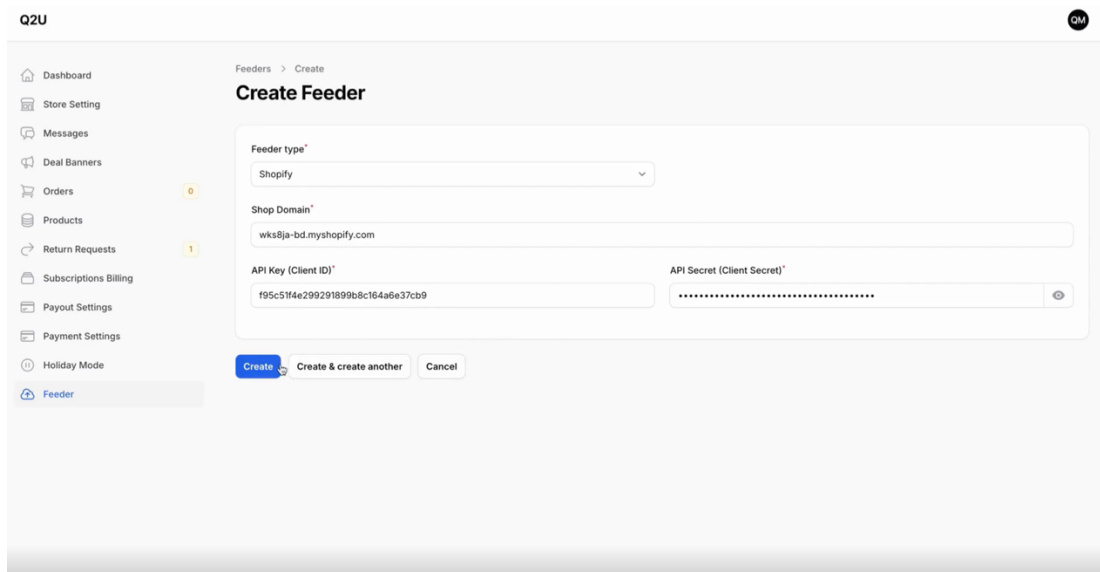 Q2U
QM
Dashboard
Store Setting
Messages
Deal Banners
Orders 0
Products
Return Requests 1
Subscriptions Billing
Payout Settings
Payment Settings
Holiday Mode
Feeder
Feeders > Create
Create Feeder
Feeder type*
Shopify
Shop Domain*
wks8ja-bd.myshopify.com
API Key (Client ID)* API Secret (Client Secret)*
f95c51f4e299291899b8c164a6e37cb9 ••••••••••••••••••••••••••••••••••••••
Create Create & create another Cancel